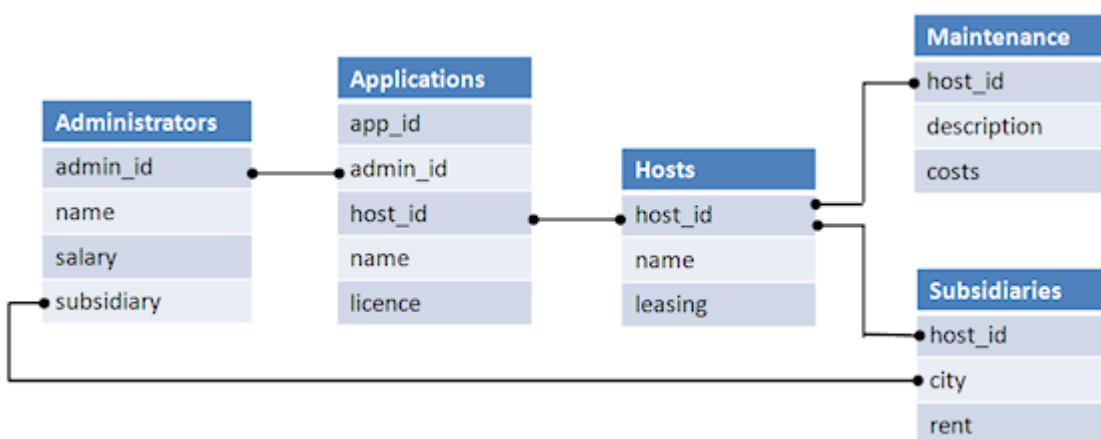 Administrators
admin_id
name
salary
subsidiary
Applications
app_id
admin_id
host_id
name
licence
Hosts
host_id
name
leasing
Maintenance
host_id
description
costs
Subsidiaries
host_id
city
rent